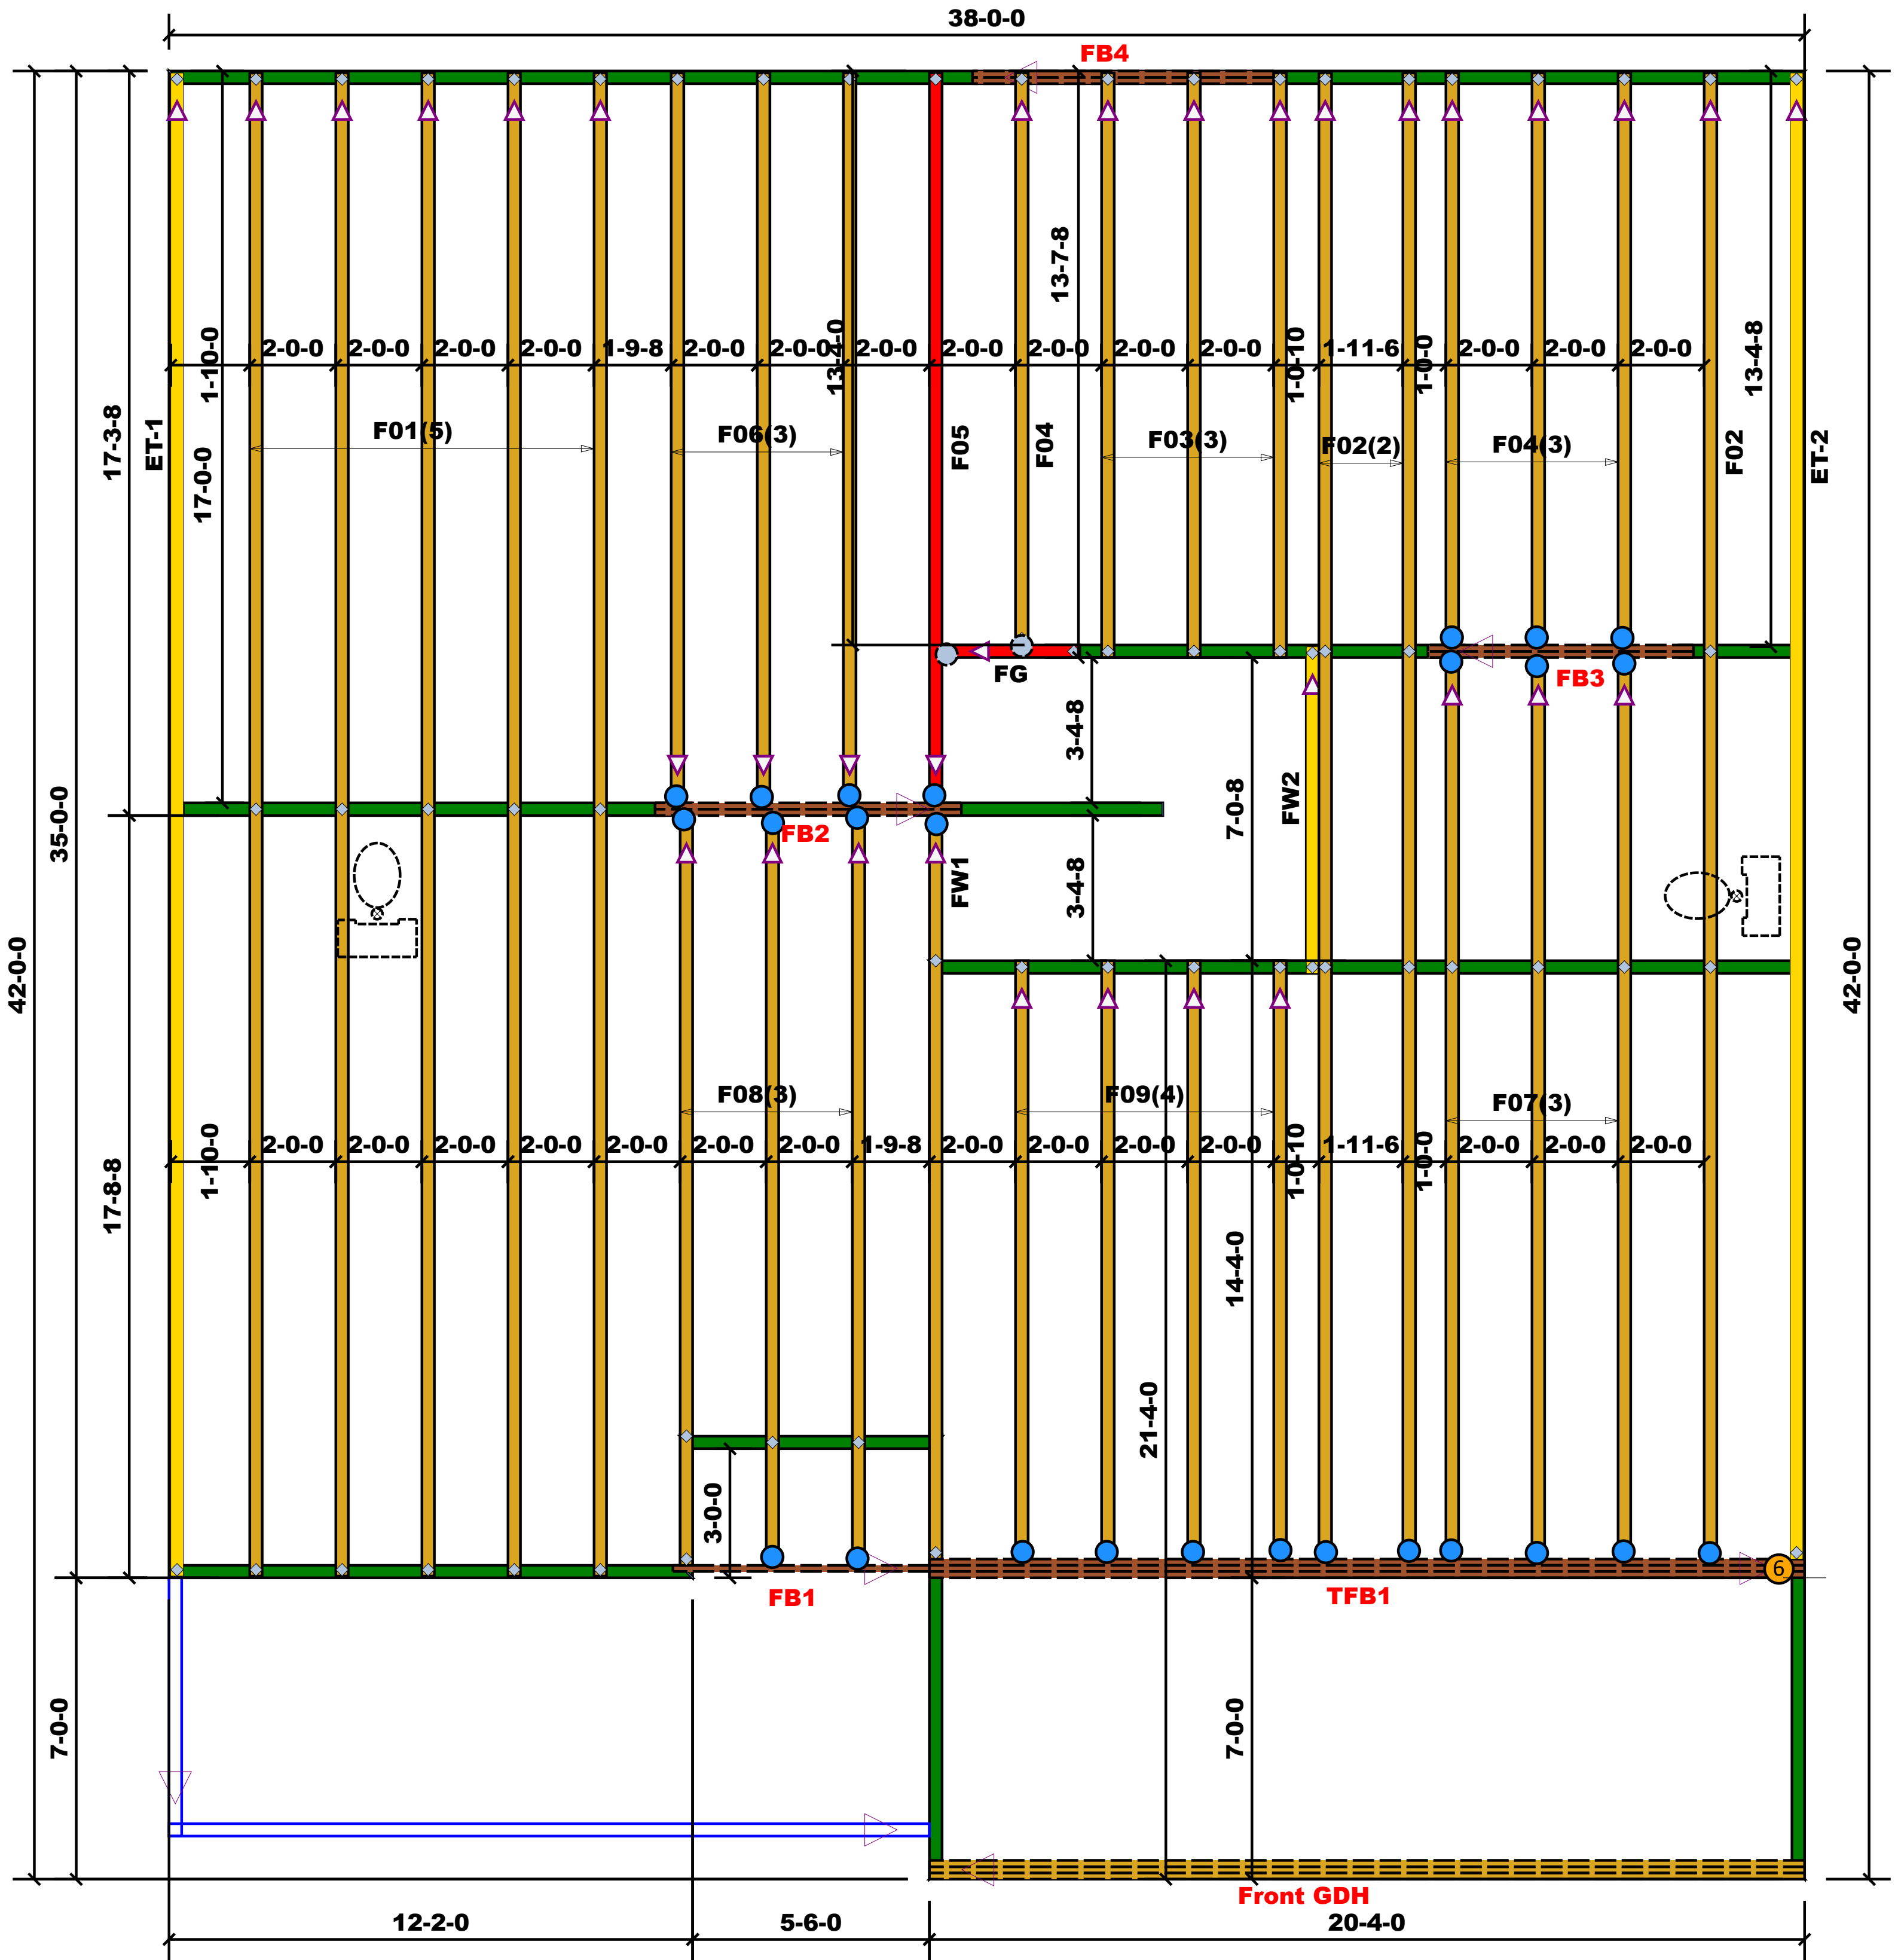 38-0-0
FB4
13-7-8
13-4-0
13-4-8
1-10-0
2-0-0
2-0-0
2-0-0
2-0-0
1-9-8
2-0-0
2-0-0
2-0-0
2-0-0
2-0-0
2-0-0
2-0-0
1-0-10
1-11-6
1-0-0
2-0-0
2-0-0
2-0-0
17-3-8
ET-1
17-0-0
F01(5)
F06(3)
F05
F04
F03(3)
F02(2)
F04(3)
F02
ET-2
FG
FB3
3-4-8
35-0-0
7-0-8
FW2
FB2
FW1
3-4-8
42-0-0
42-0-0
F08(3)
F09(4)
F07(3)
17-8-8
1-10-0
2-0-0
2-0-0
2-0-0
2-0-0
2-0-0
2-0-0
2-0-0
1-9-8
2-0-0
2-0-0
2-0-0
2-0-0
1-0-10
1-11-6
1-0-0
2-0-0
2-0-0
2-0-0
14-4-0
21-4-0
3-0-0
6
FB1
TFB1
7-0-0
7-0-0
Front GDH
12-2-0
5-6-0
20-4-0